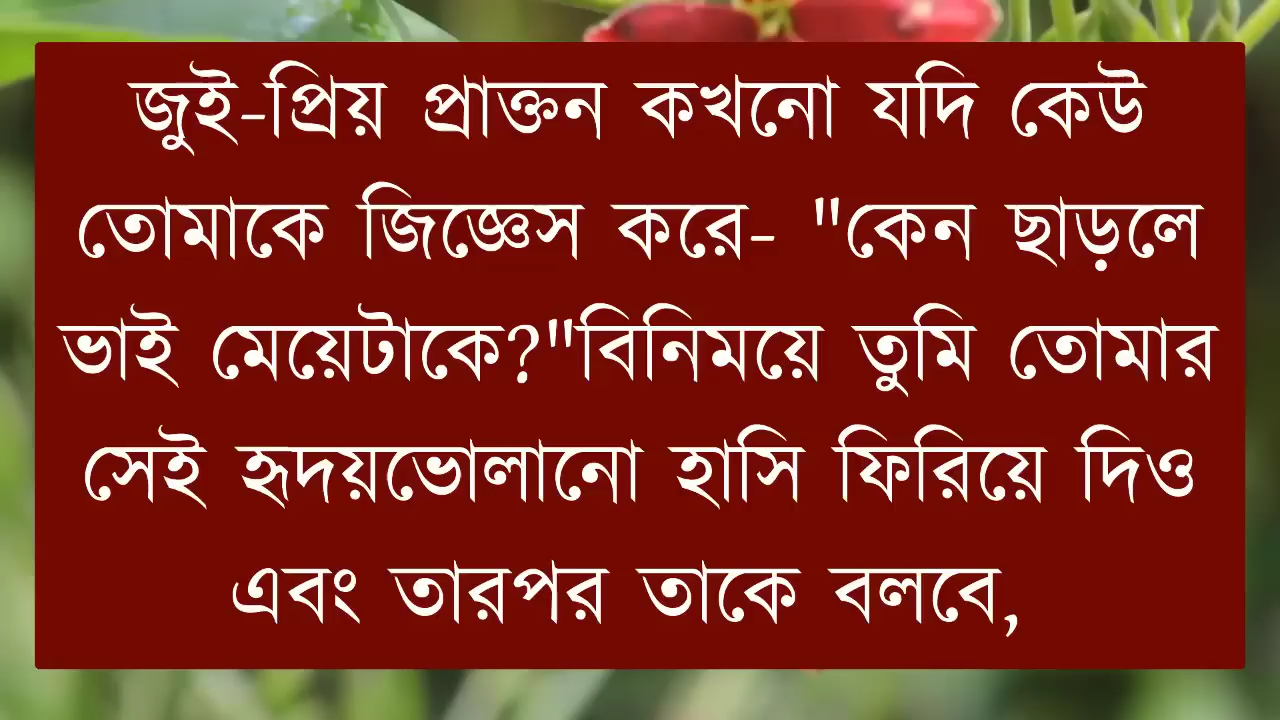 জুই-প্রিয় প্রাক্তন কখনো যদি কেউ
তোমাকে জিজ্ঞেস করে- "কেন ছাড়লে
ভাই মেয়েটাকে?"বিনিময়ে তুমি তোমার
সেই হৃদয়ভোলানো হাসি ফিরিয়ে দিও
এবং তারপর তাকে বলবে,